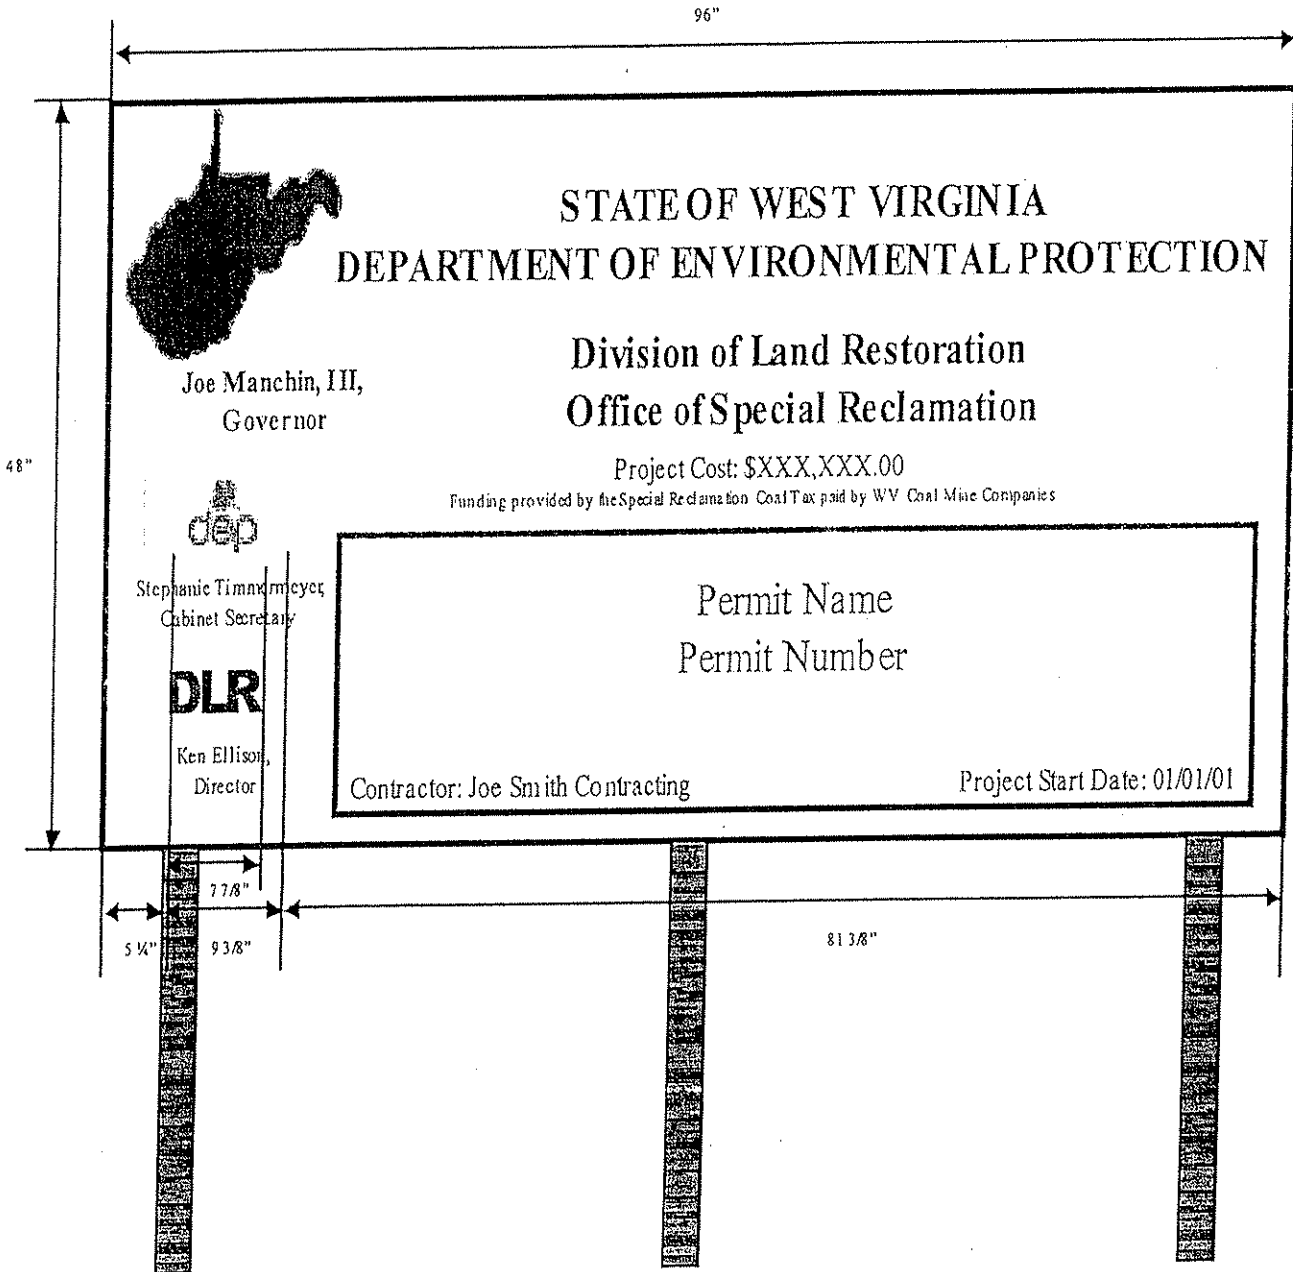 96"
STATE OF WEST VIRGINIA
DEPARTMENT OF ENVIRONMENTAL PROTECTION
Division of Land Restoration
Office of Special Reclamation
Project Cost: $XXX,XXX.00
Funding provided by the Special Reclamation Coal Tax paid by WV Coal Mine Companies
Joe Manchin, III,
Governor
48"
dep
Stephanie Timmermeyer,
Cabinet Secretary
DLR
Ken Ellison,
Director
Permit Name
Permit Number
Contractor: Joe Smith Contracting
Project Start Date: 01/01/01
7 7/8"
5 ¼"
9 3/8"
81 3/8"